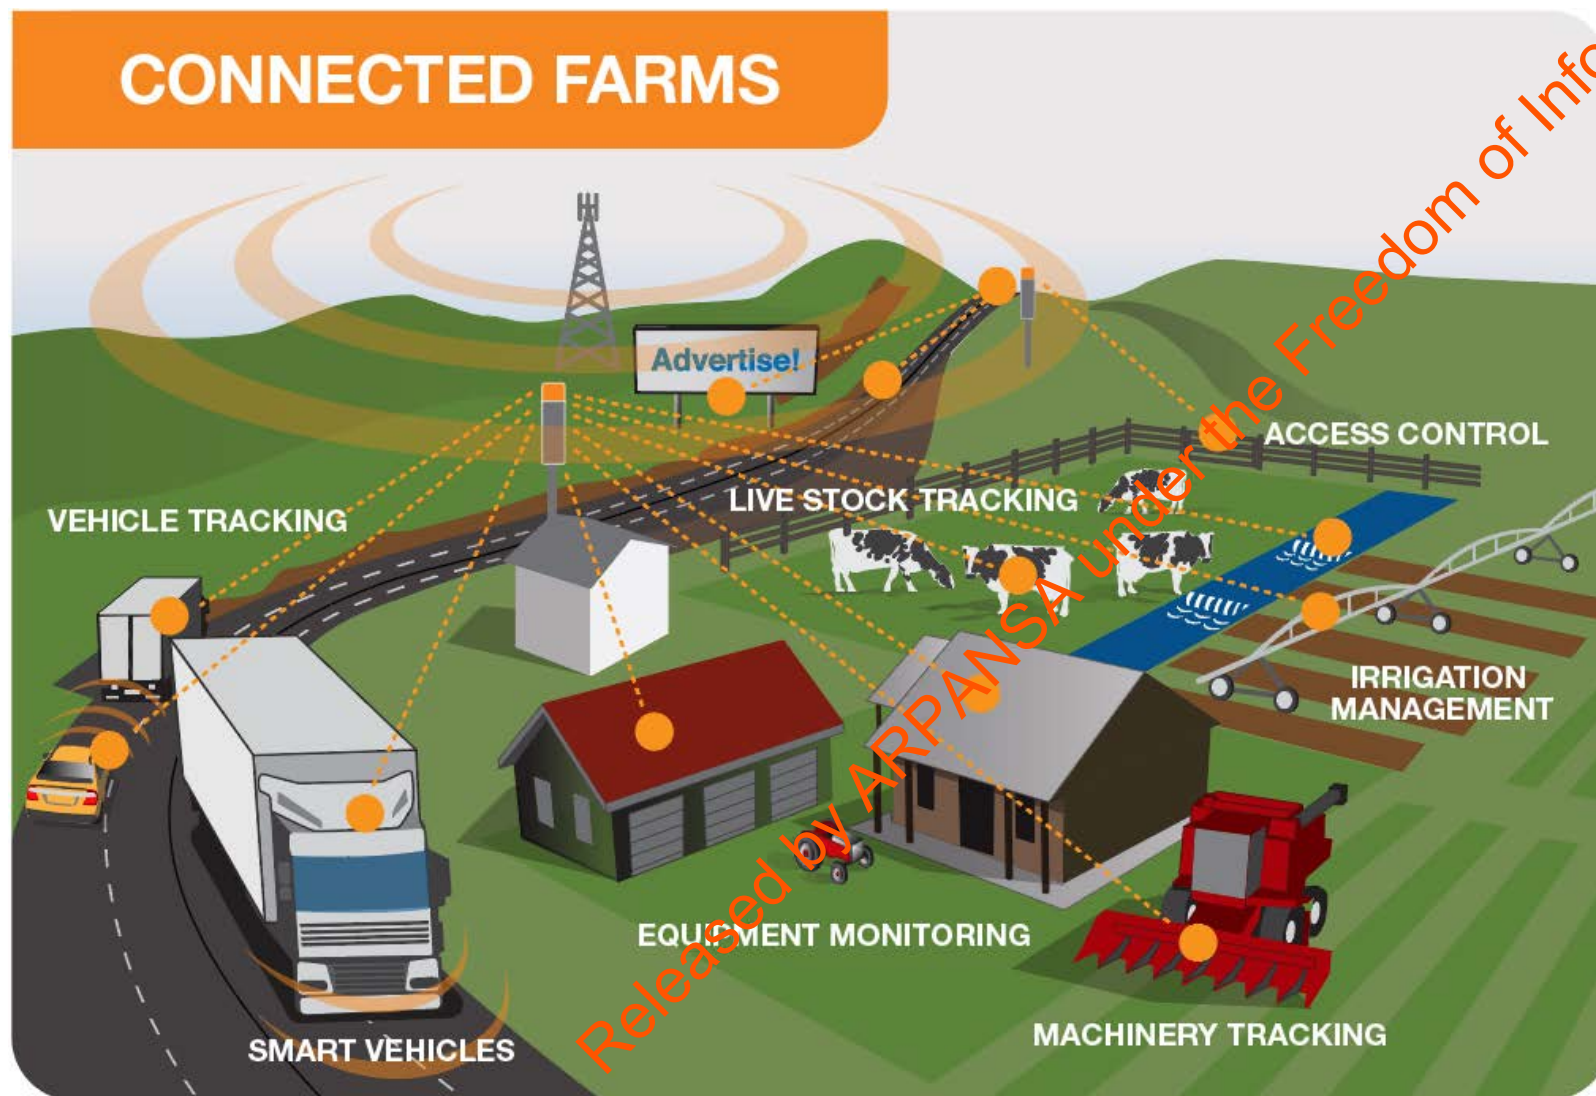 CONNECTED FARMS
Advertise!
ACCESS CONTROL
LIVE STOCK TRACKING
VEHICLE TRACKING
IRRIGATION
MANAGEMENT
EQUIPMENT MONITORING
MACHINERY TRACKING
SMART VEHICLES
Released by ARPANSA under the Freedom of Info